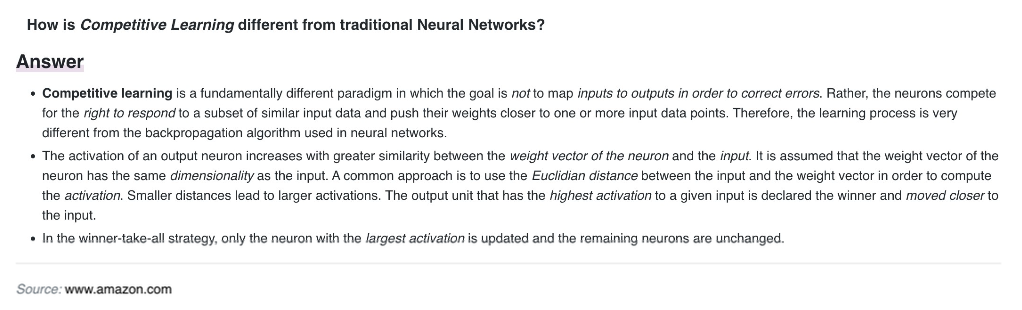 How is Competitive Learning different from traditional Neural Networks?
Answer
• Competitive learning is a fundamentally different paradigm in which the goal is not to map inputs to outputs in order to correct errors. Rather, the neurons compete
for the right to respond to a subset of similar input data and push their weights closer to one or more input data points. Therefore, the learning process is very
different from the backpropagation algorithm used in neural networks.
• The activation of an output neuron increases with greater similarity between the weight vector of the neuron and the input. It is assumed that the weight vector of the
neuron has the same dimensionality as the input. A common approach is to use the Euclidian distance between the input and the weight vector in order to compute
the activation. Smaller distances lead to larger activations. The output unit that has the highest activation to a given input is declared the winner and moved closer to
the input.
• In the winner-take-all strategy, only the neuron with the largest activation is updated and the remaining neurons are unchanged.
Source: www.amazon.com